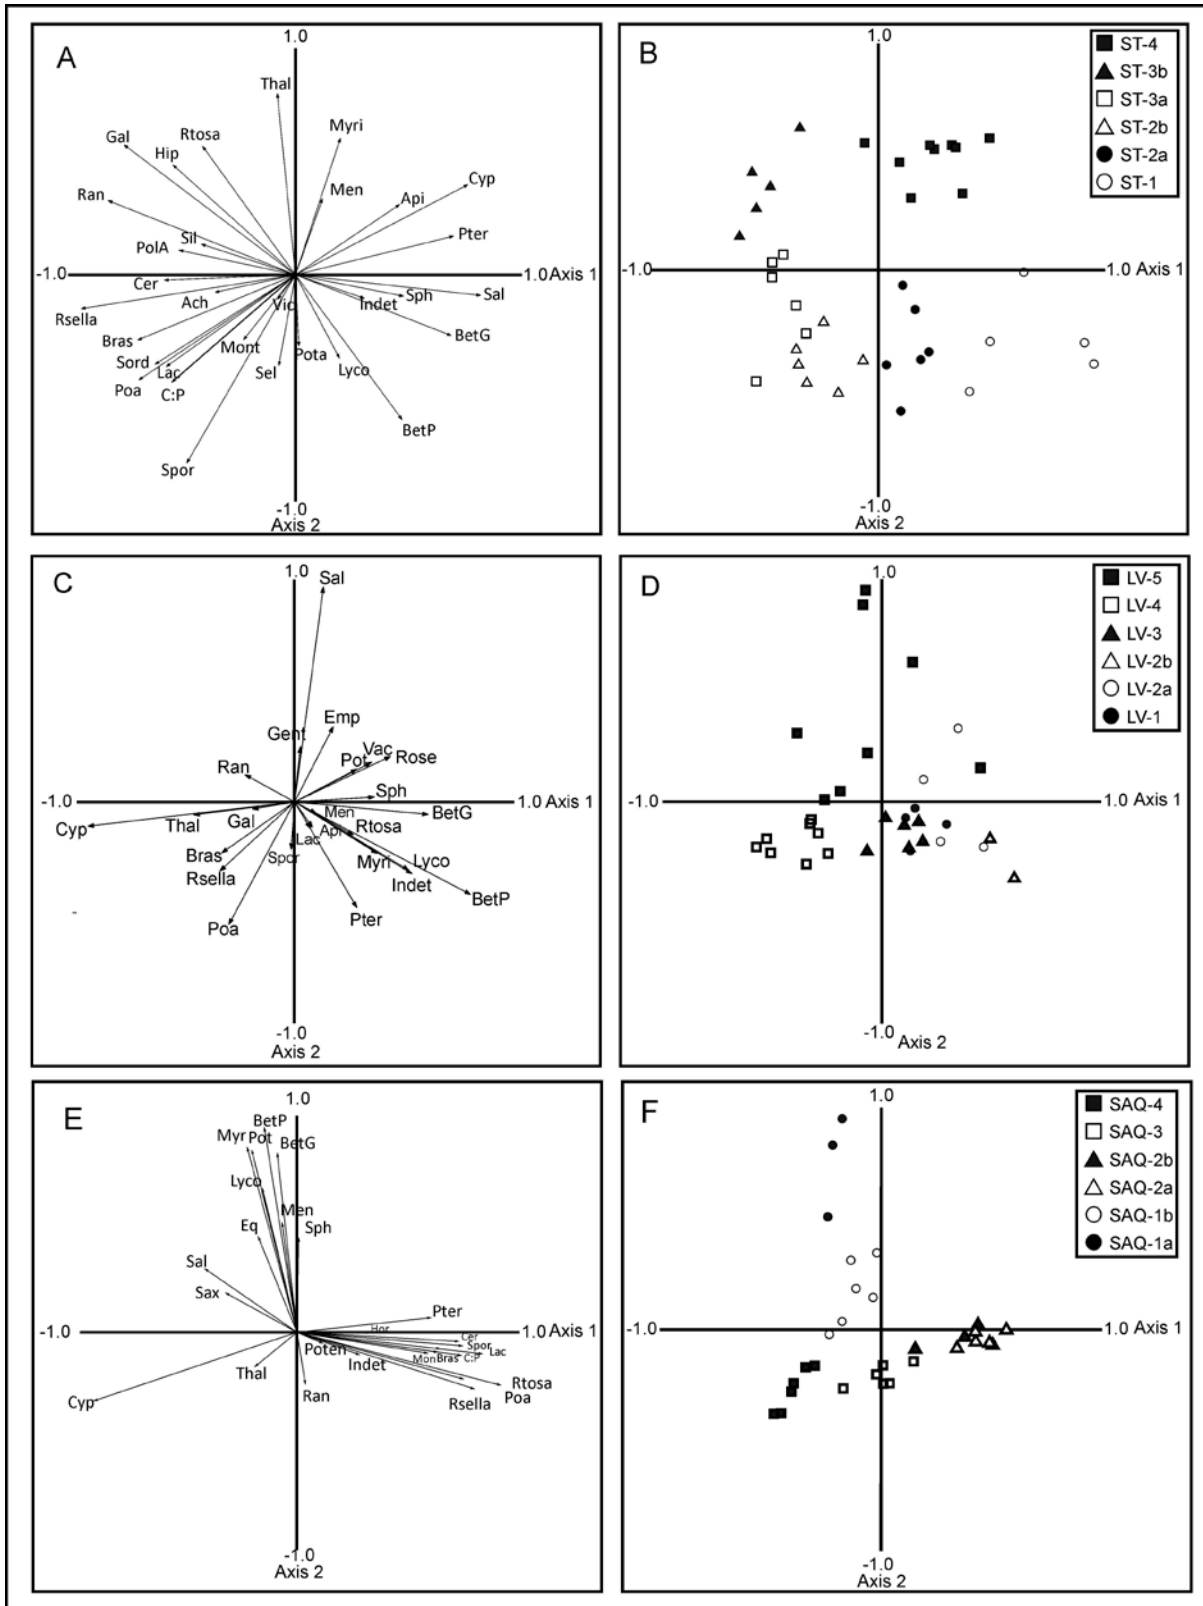 A
1.0
Thal
Myri
Gal
Rtosa
Hip
Men
Cyp
Api
Ran
Pter
Sil
PolA
-1.0
1.0 Axis 1
Cer
Ach
Vic
Indet
Sph
Sal
Rsella
BetG
Bras
Mont
Pota
Sord
Lac
Sel
Lyco
Poa
C:P
BetP
Spor
-1.0
Axis 2
B
1.0
ST-4
ST-3b
ST-3a
ST-2b
ST-2a
ST-1
-1.0
1.0 Axis 1
-1.0
Axis 2
C
1.0
Sal
Gent
Emp
Vac
Pot
Rose
Ran
Sph
-1.0
1.0 Axis 1
Cyp
Thal
Gal
Men
BetG
Api
Rtosa
Lac
Bras
Spor
Myri
Lyco
Rsella
Indet
BetP
Poa
Pter
-1.0
Axis 2
D
1.0
LV-5
LV-4
LV-3
LV-2b
LV-2a
LV-1
-1.0
1.0 Axis 1
-1.0
Axis 2
E
1.0
BetP
Myr
Pot
BetG
Lyco
Men
Eq
Sph
Sal
Sax
Pter
Hor
-1.0
1.0 Axis 1
Cer
Poten
Spor
Lac
Indet
Mon
Bras
C:P
Thal
Ran
Rtosa
Cyp
Rsella
Poa
-1.0
Axis 2
F
1.0
SAQ-4
SAQ-3
SAQ-2b
SAQ-2a
SAQ-1b
SAQ-1a
-1.0
1.0 Axis 1
-1.0
Axis 2